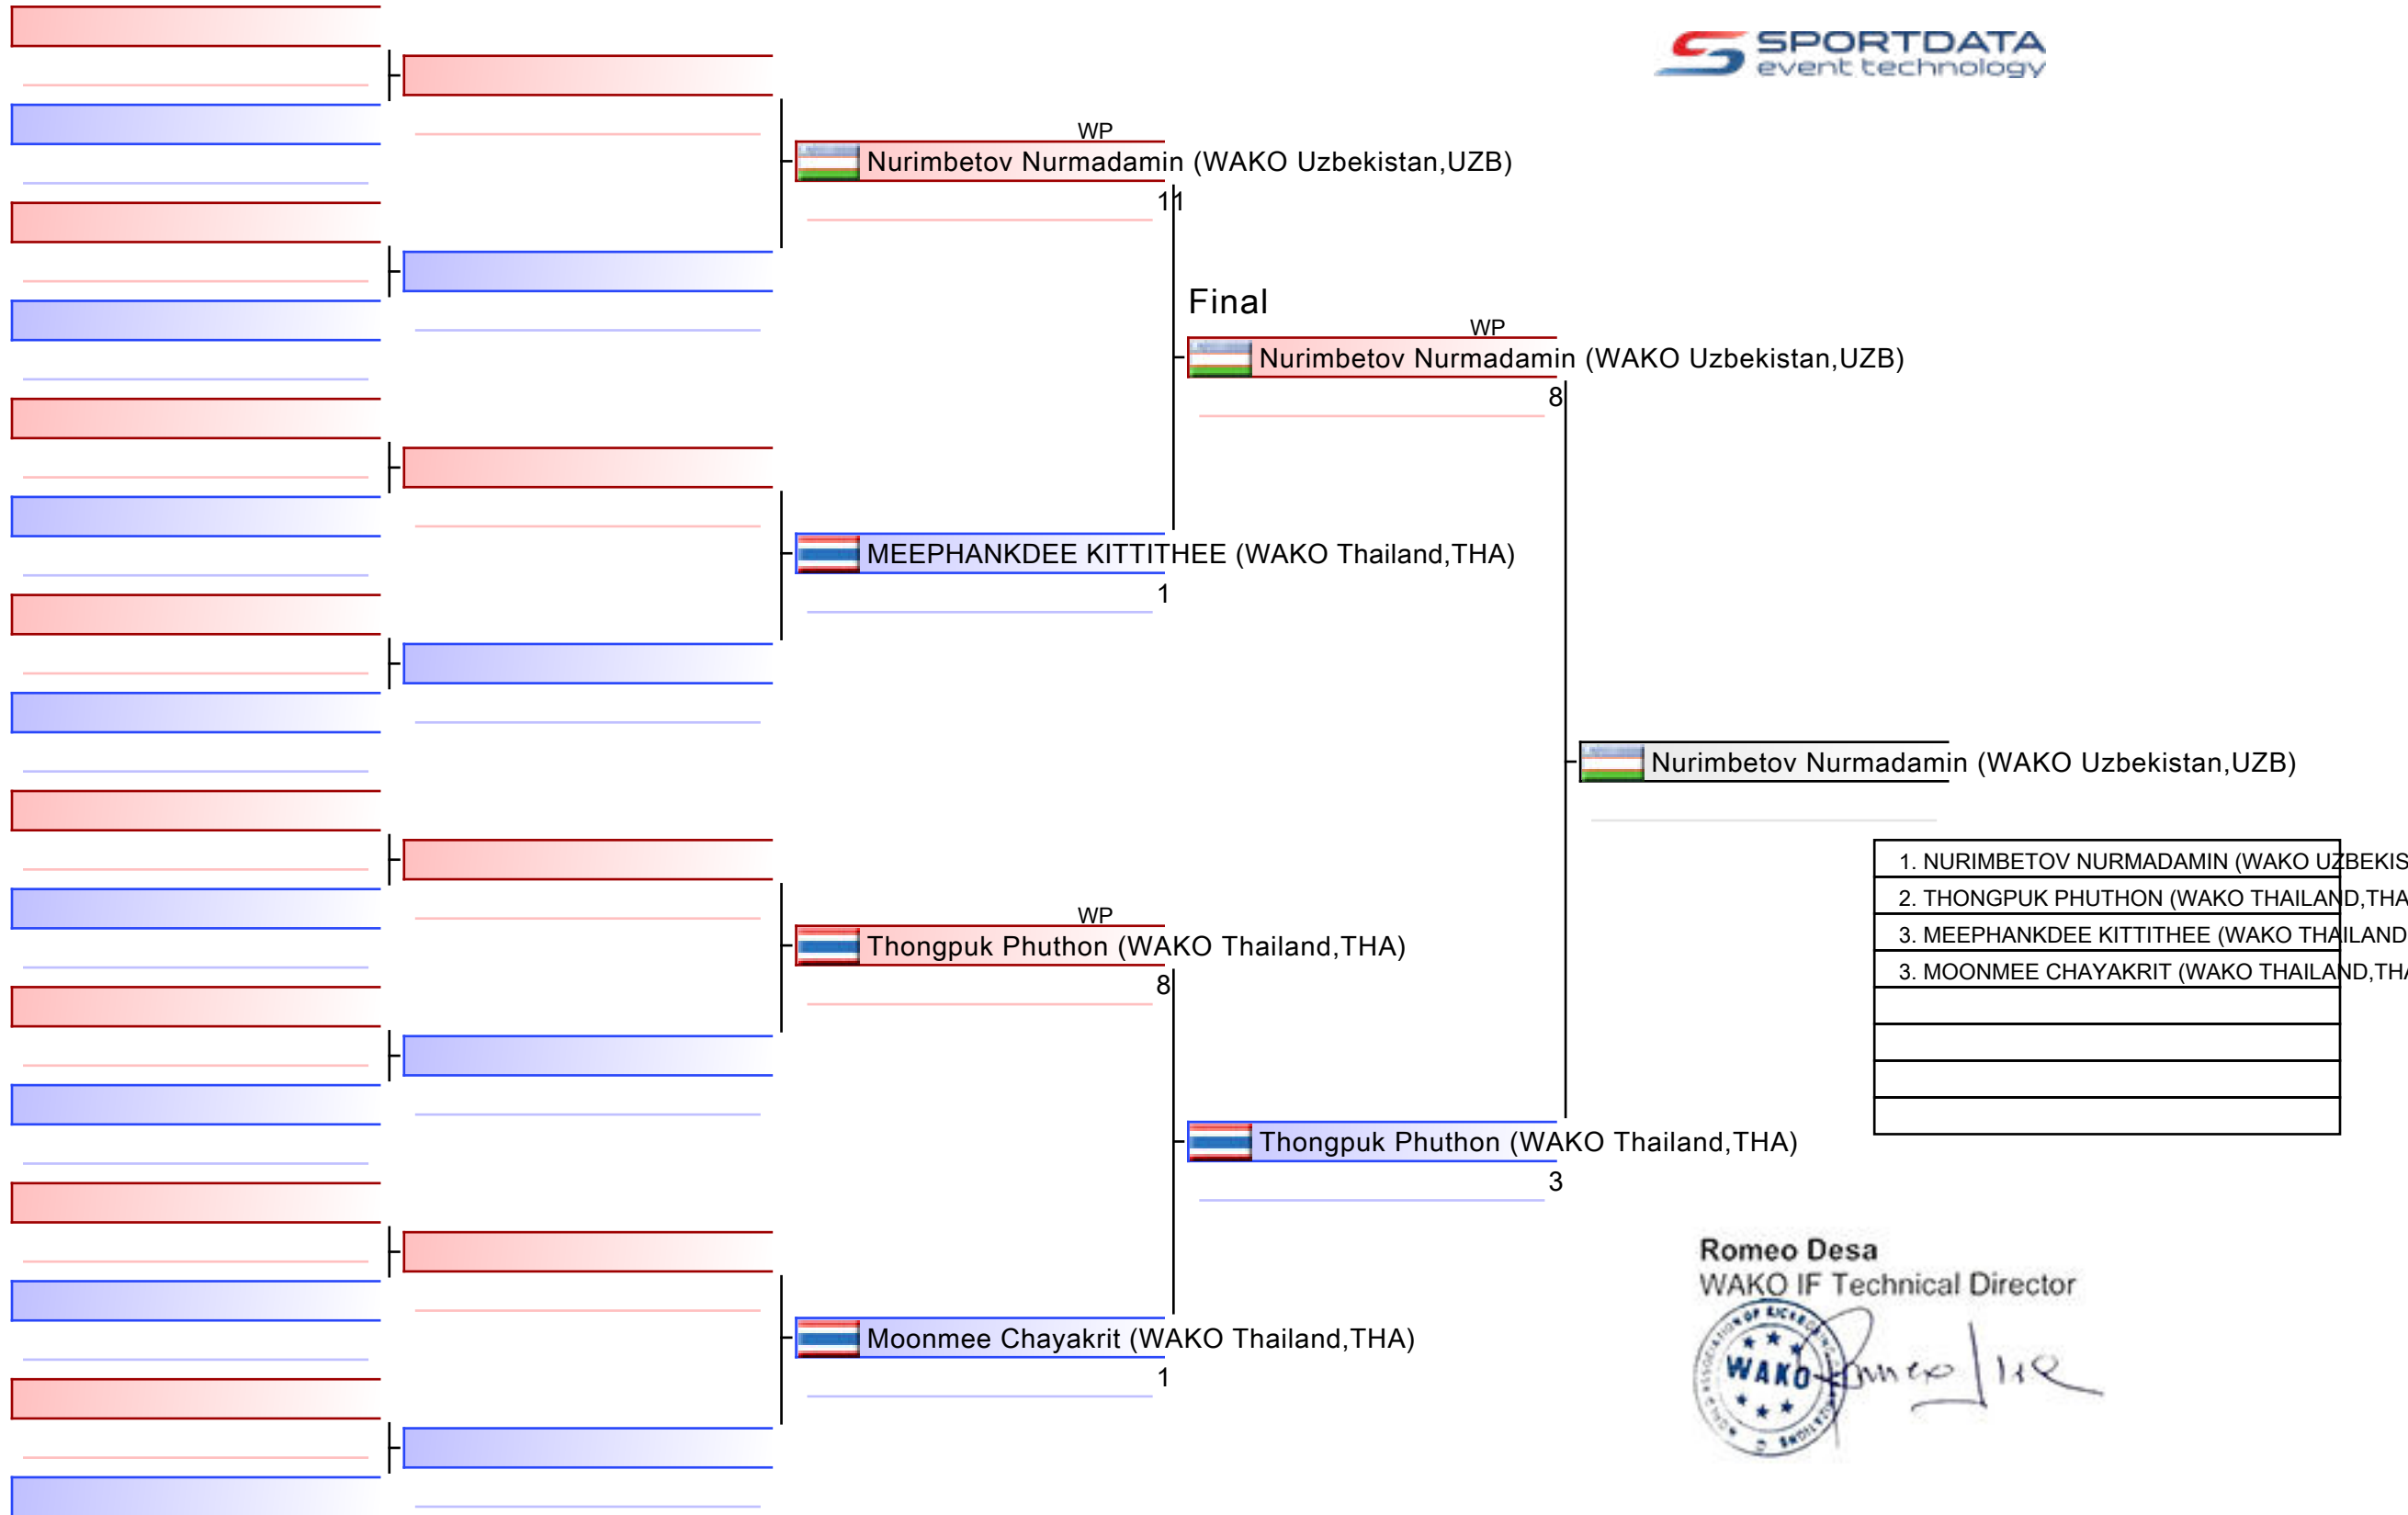 SPORTDATA
event technology
WP
Nurimbetov Nurmadamin (WAKO Uzbekistan,UZB)
11
Final
WP
Nurimbetov Nurmadamin (WAKO Uzbekistan,UZB)
8
MEEPHANKDEE KITTITHEE (WAKO Thailand,THA)
1
Nurimbetov Nurmadamin (WAKO Uzbekistan,UZB)
1. NURIMBETOV NURMADAMIN (WAKO UZBEKIS
2. THONGPUK PHUTHON (WAKO THAILAND,THA
3. MEEPHANKDEE KITTITHEE (WAKO THAILAND
3. MOONMEE CHAYAKRIT (WAKO THAILAND,THA
WP
Thongpuk Phuthon (WAKO Thailand,THA)
8
Thongpuk Phuthon (WAKO Thailand,THA)
3
Moonmee Chayakrit (WAKO Thailand,THA)
1
Romeo Desa
WAKO IF Technical Director
WAKO